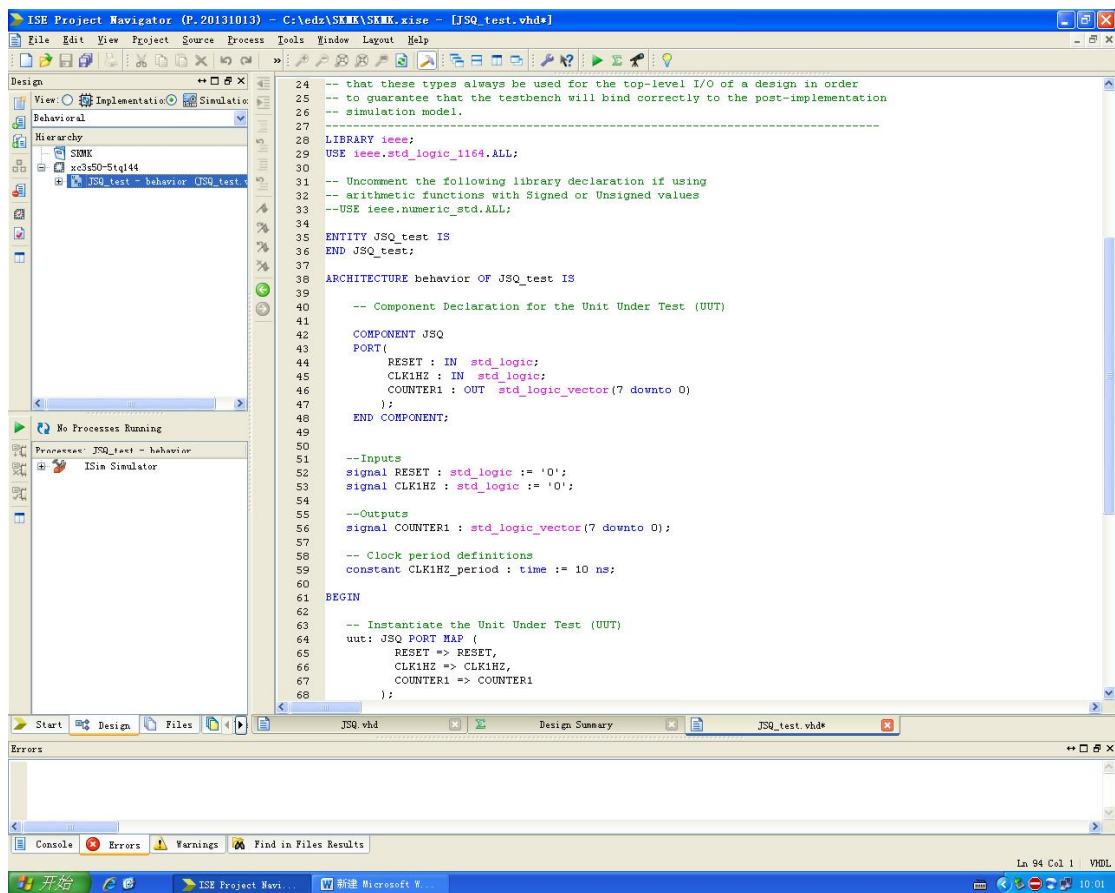 ISE Project Navigator (P.20131013) - C:\edz\SKMK\SKMK.xise - [JSQ_test.vhd*]
File Edit View Project Source Process Tools Window Layout Help
Design
View: Implementatio Simulatio
Behavioral
Hierarchy
SKMK
xc3s50-5tq144
JSQ_test - behavior (JSQ_test.v
No Processes Running
Processes: JSQ_test - behavior
ISim Simulator
24 -- that these types always be used for the top-level I/O of a design in order
25 -- to guarantee that the testbench will bind correctly to the post-implementation
26 -- simulation model.
27 --------------------------------------------------------------------------------
28 LIBRARY ieee;
29 USE ieee.std_logic_1164.ALL;
30
31 -- Uncomment the following library declaration if using
32 -- arithmetic functions with Signed or Unsigned values
33 --USE ieee.numeric_std.ALL;
34
35 ENTITY JSQ_test IS
36 END JSQ_test;
37
38 ARCHITECTURE behavior OF JSQ_test IS
39
40 -- Component Declaration for the Unit Under Test (UUT)
41
42 COMPONENT JSQ
43 PORT(
44 RESET : IN std_logic;
45 CLK1HZ : IN std_logic;
46 COUNTER1 : OUT std_logic_vector(7 downto 0)
47 );
48 END COMPONENT;
49
50
51 --Inputs
52 signal RESET : std_logic := '0';
53 signal CLK1HZ : std_logic := '0';
54
55 --Outputs
56 signal COUNTER1 : std_logic_vector(7 downto 0);
57
58 -- Clock period definitions
59 constant CLK1HZ_period : time := 10 ns;
60
61 BEGIN
62
63 -- Instantiate the Unit Under Test (UUT)
64 uut: JSQ PORT MAP (
65 RESET => RESET,
66 CLK1HZ => CLK1HZ,
67 COUNTER1 => COUNTER1
68 );
Start Design Files
JSQ.vhd Design Summary JSQ_test.vhd*
Errors
Console Errors Warnings Find in Files Results
Ln 94 Col 1 VHDL
开始 ISE Project Navi... 新建 Microsoft W... 10:01